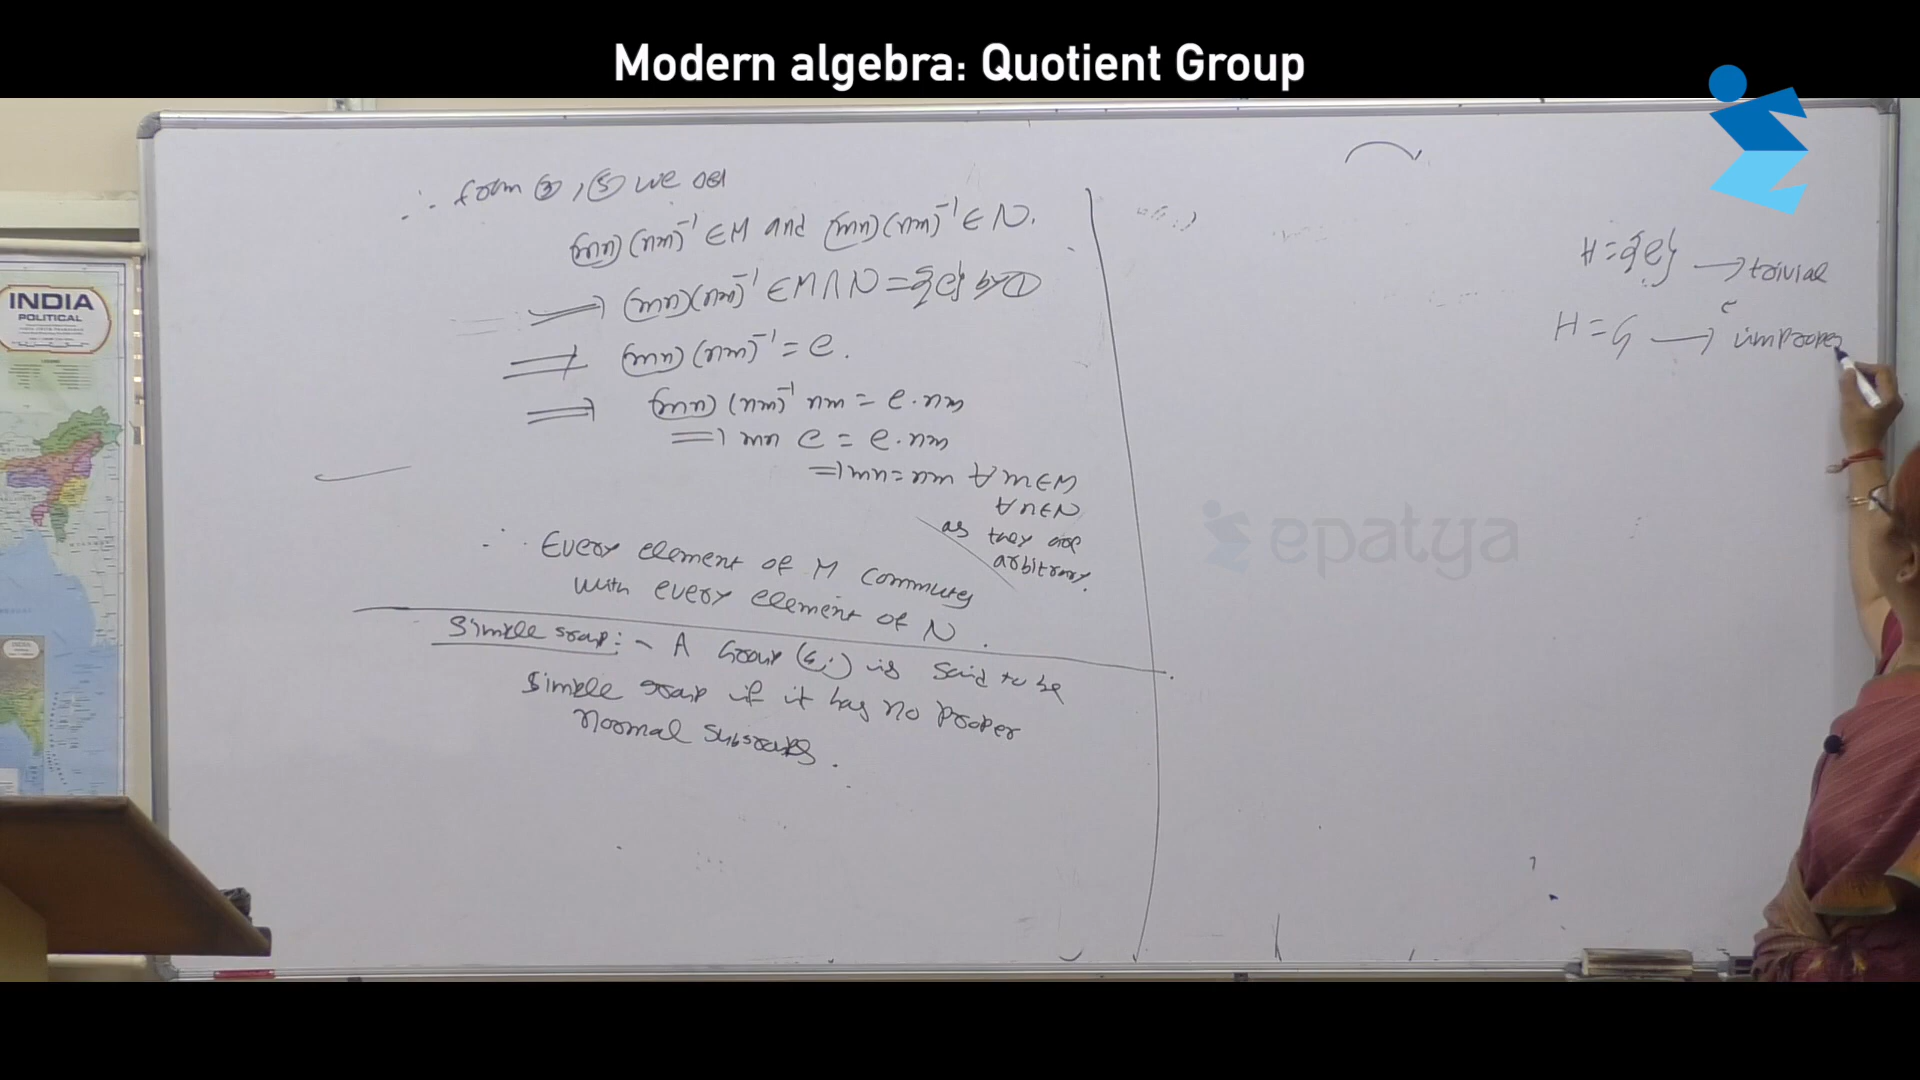 Modern algebra: Quotient Group
∴ from ③, ⑤ we get
(mn)(nm)⁻¹ ∈ M and (mn)(nm)⁻¹ ∈ N.
⟹ (mn)(nm)⁻¹ ∈ M ∩ N = {e} by ①
⟹ (mn)(nm)⁻¹ = e.
⟹ (mn)(nm)⁻¹ nm = e·nm
⟹ mn e = e·nm
⟹ mn = nm ∀ m∈M
∀ n∈N
as they are
arbitrary.
∴ Every element of M commutes
with every element of N.
Simple group:- A Group (G,·) is said to be
simple group if it has no proper
normal subgroups.
H = {e} → trivial
H = G → improper
INDIA
POLITICAL
epatya